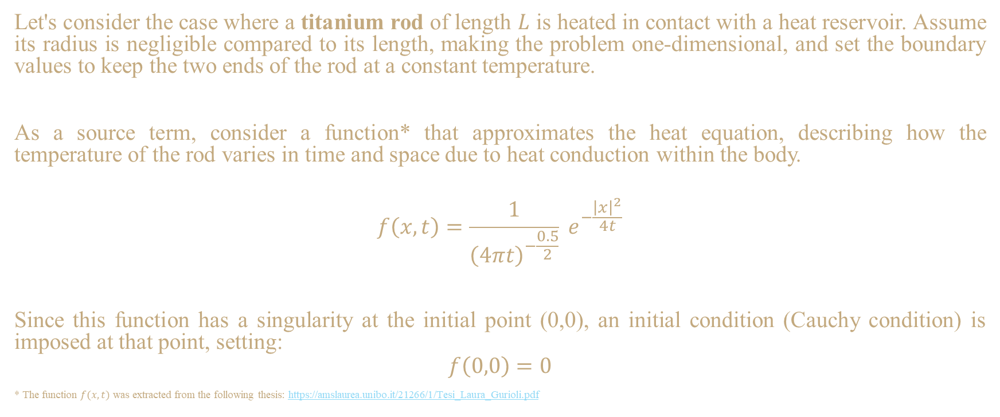 Let's consider the case where a titanium rod of length L is heated in contact with a heat reservoir. Assume
its radius is negligible compared to its length, making the problem one-dimensional, and set the boundary
values to keep the two ends of the rod at a constant temperature.
As a source term, consider a function* that approximates the heat equation, describing how the
temperature of the rod varies in time and space due to heat conduction within the body.
f(x, t) = 1 / (4πt)^(-0.5/2) e^(-|x|²/4t)
Since this function has a singularity at the initial point (0,0), an initial condition (Cauchy condition) is
imposed at that point, setting:
f(0,0) = 0
* The function f(x, t) was extracted from the following thesis: https://amslaurea.unibo.it/21266/1/Tesi_Laura_Gurioli.pdf